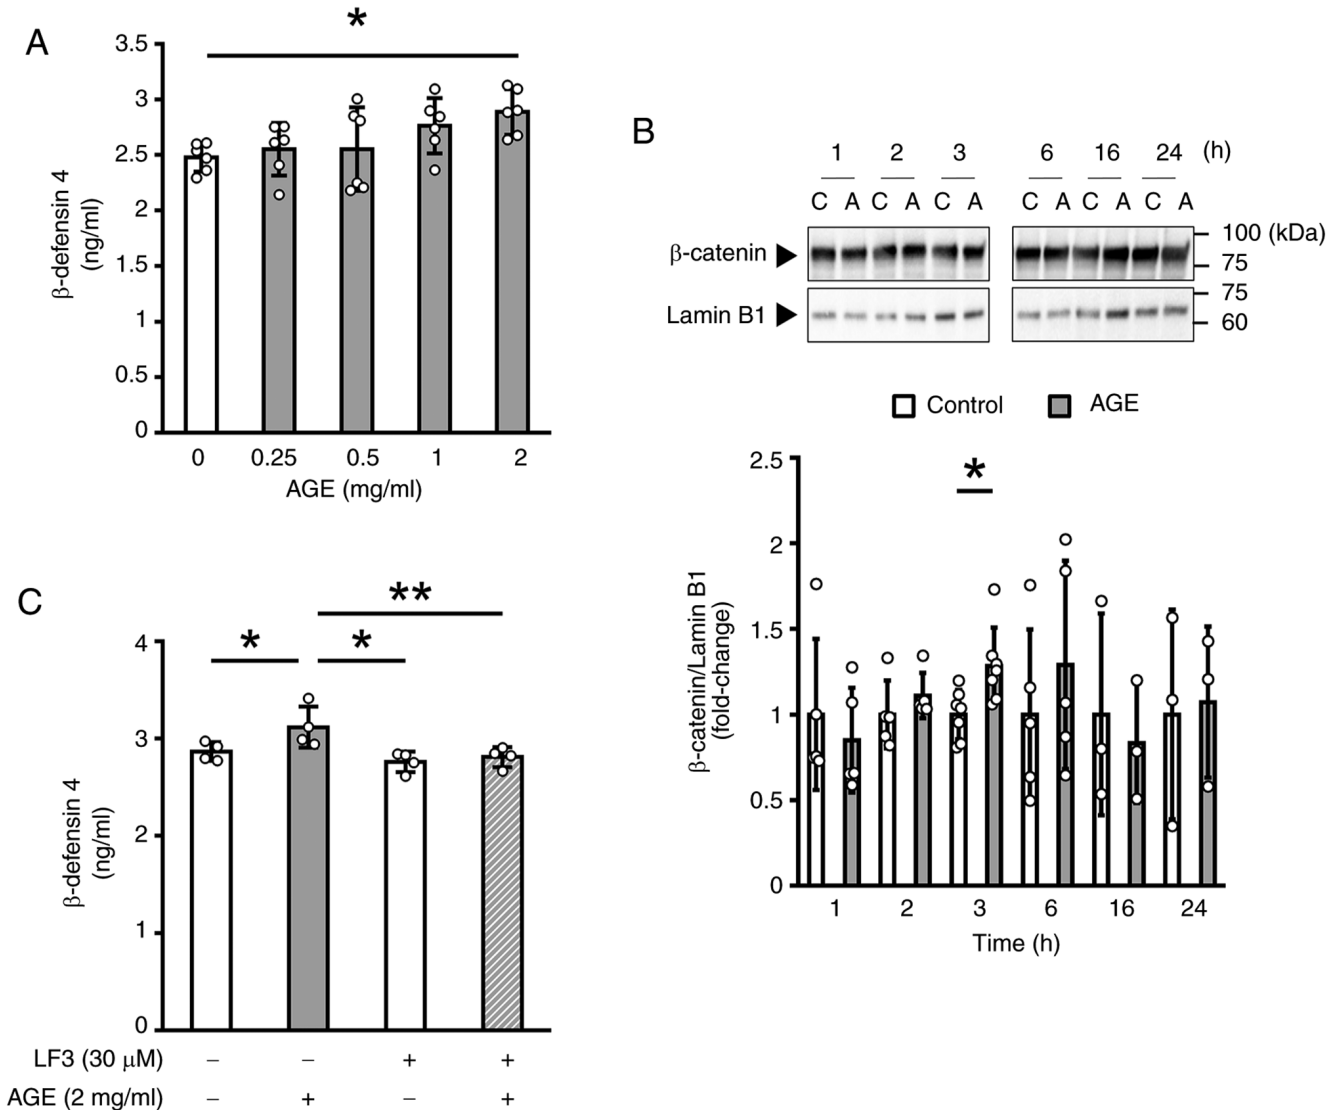 A
*
3.5
3
2.5
2
1.5
1
0.5
0
β-defensin 4
(ng/ml)
0 0.25 0.5 1 2
AGE (mg/ml)
B
1 2 3 6 16 24 (h)
C A C A C A C A C A C A
β-catenin
100 (kDa)
75
Lamin B1
75
60
Control AGE
*
2.5
2
1.5
1
0.5
0
β-catenin/Lamin B1
(fold-change)
1 2 3 6 16 24
Time (h)
C
**
* *
4
3
2
1
0
β-defensin 4
(ng/ml)
LF3 (30 μM) – – + +
AGE (2 mg/ml) – + – +